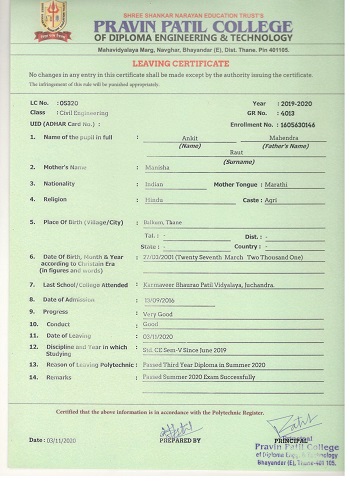 SHREE SHANKAR NARAYAN EDUCATION TRUST'S
PRAVIN PATIL COLLEGE
OF DIPLOMA ENGINEERING & TECHNOLOGY
Mahavidyalaya Marg, Navghar, Bhayander (E), Dist. Thane. Pin 401105.
LEAVING CERTIFICATE
No changes in any entry in this certificate shall be made except by the authority issuing the certificate.
The infringement of this rule will be punished appropriately.
LC No. : 05320 Year : 2019-2020
Class : Civil Engineering GR No. : 4013
UID (ADHAR Card No.) : Enrollment No. : 1605630146
1. Name of the pupil in full : Ankit Mahendra
(Name) (Father's Name)
Raut
(Surname)
2. Mother's Name : Manisha
3. Nationality : Indian Mother Tongue : Marathi
4. Religion : Hindu Caste : Agri
5. Place Of Birth (Village/City) : Balkum, Thane
Tal. : - Dist. : -
State : - Country : -
6. Date Of Birth, Month & Year : 27/03/2001 (Twenty Seventh March Two Thousand One)
according to Christain Era
(in figures and words)
7. Last School/College Attended : Karmaveer Bhaurao Patil Vidyalaya, Juchandra.
8. Date of Admission : 13/09/2016
9. Progress : Very Good
10. Conduct : Good
11. Date of Leaving : 03/11/2020
12. Discipline and Year in which : Std. CE Sem-V Since June 2019
Studying
13. Reason of Leaving Polytechnic : Passed Third Year Diploma in Summer 2020
14. Remarks : Passed Summer 2020 Exam Successfully
Certified that the above information is in accordance with the Polytechnic Register.
Date : 03/11/2020 PREPARED BY PRINCIPAL
Principal
Pravin Patil College
of Diploma Engg. & Technology
Bhayander (E), Thane-401 105.